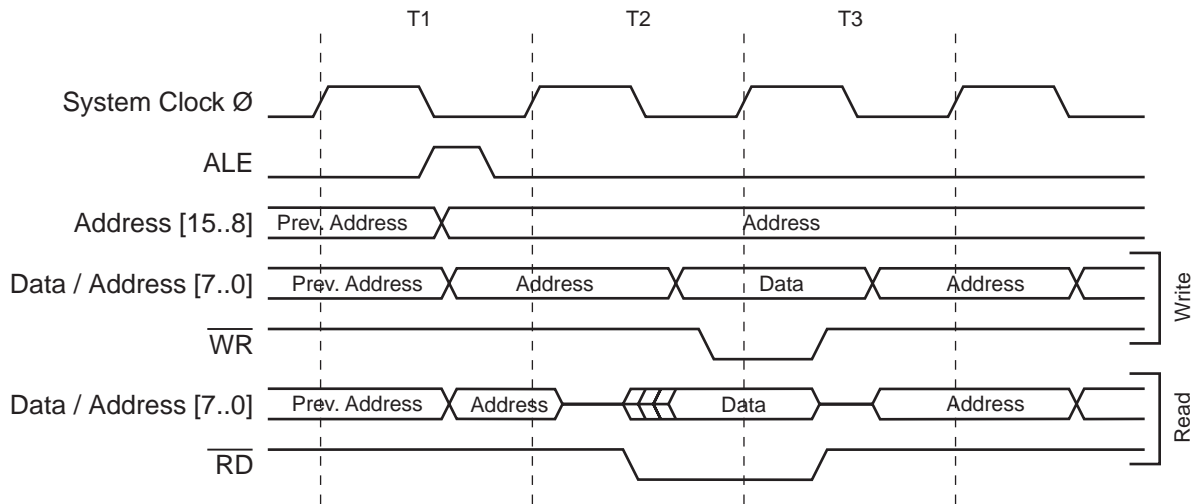 T1 T2 T3
System Clock Ø
ALE
Address [15..8] Prev. Address Address
Data / Address [7..0] Prev. Address Address Data Address
WR
Write
Data / Address [7..0] Prev. Address Address Data Address
RD
Read